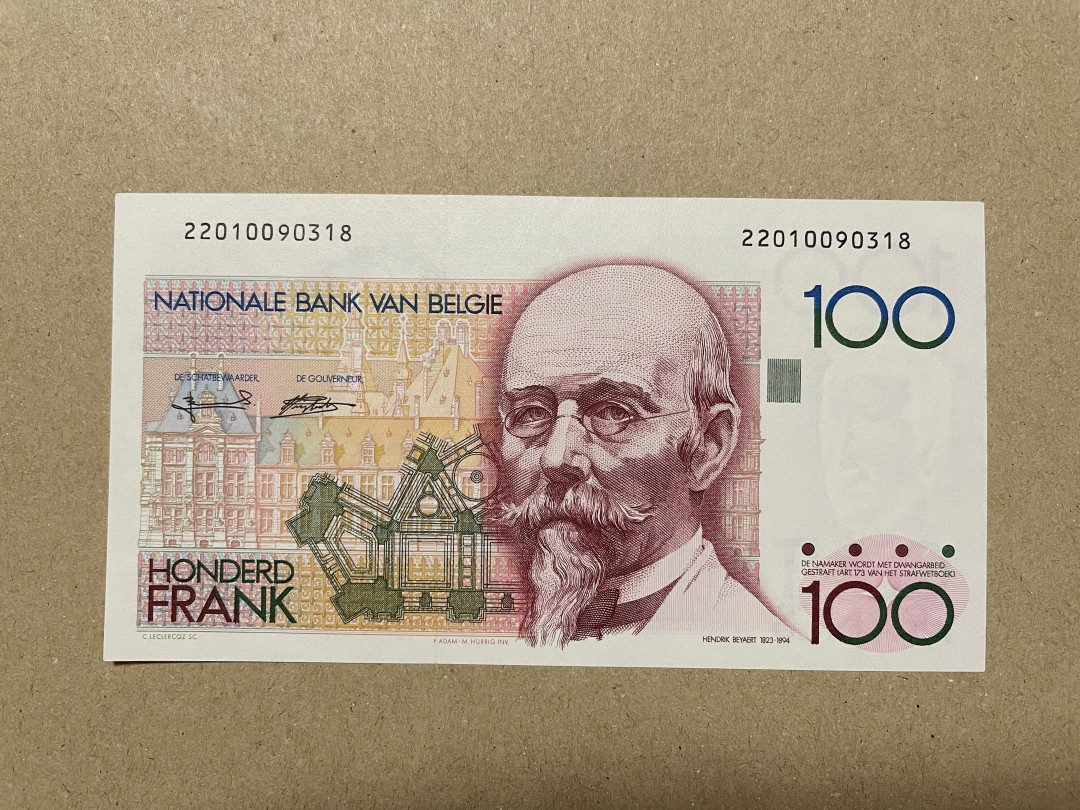 22010090318
22010090318
NATIONALE BANK VAN BELGIE
100
DE SCHATBEWAARDER,
DE GOUVERNEUR,
DE NAMAKER WORDT MET DWANGARBEID
GESTRAFT (ART. 173 VAN HET STRAFWETBOEK)
HONDERD
FRANK
100
C. LECLERCQZ SC.
Y. ADAM - M. HÜRRIG INV.
HENDRIK BEYAERT 1823-1894